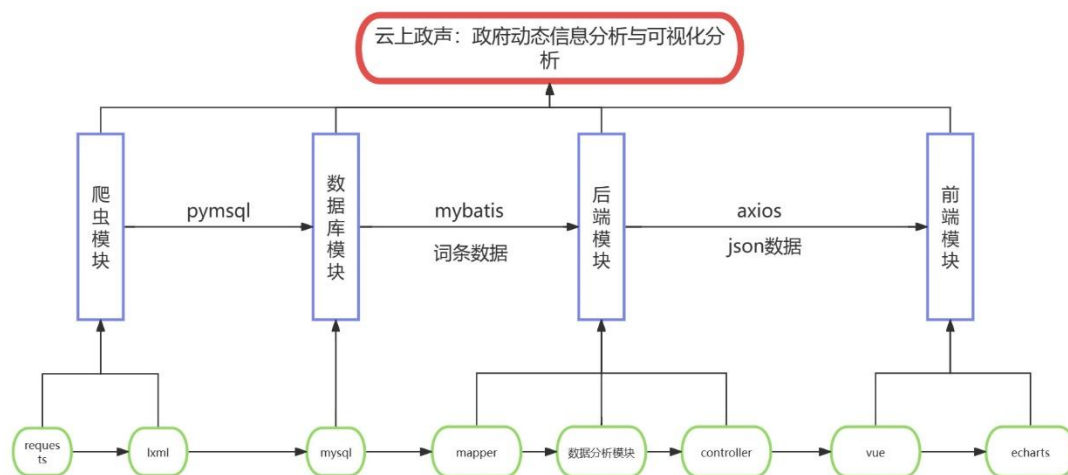 云上政声：政府动态信息分析与可视化分
析
爬虫模块
pymsql
数据库模块
mybatis
词条数据
后端模块
axios
json数据
前端模块
reque
sts
lxml
mysql
mapper
数据分析模块
controller
vue
echarts